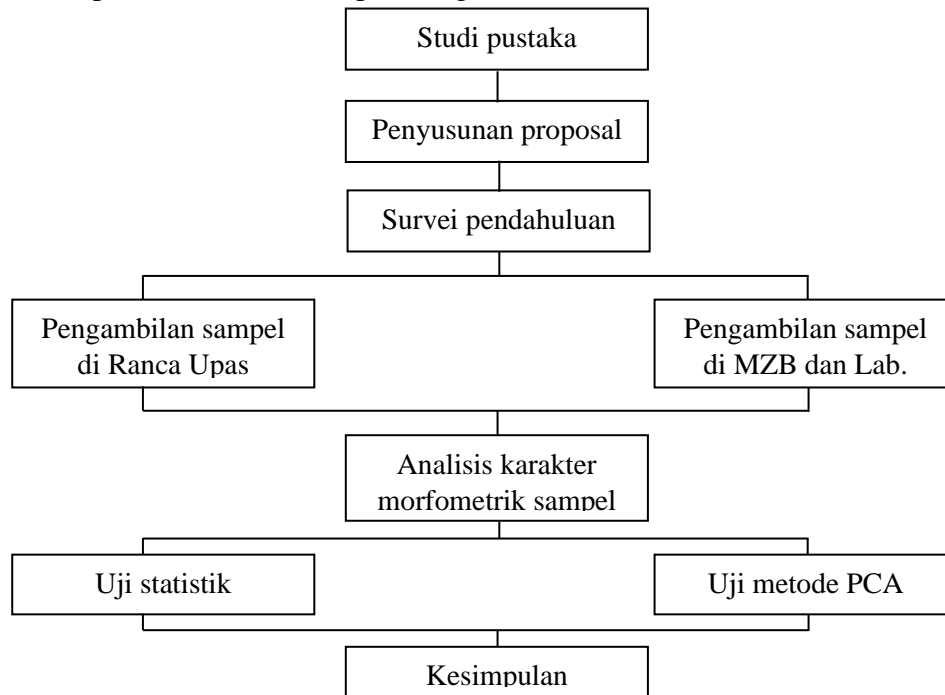 Studi pustaka
Penyusunan proposal
Survei pendahuluan
Pengambilan sampel
di Ranca Upas
Pengambilan sampel
di MZB dan Lab.
Analisis karakter
morfometrik sampel
Uji statistik
Uji metode PCA
Kesimpulan